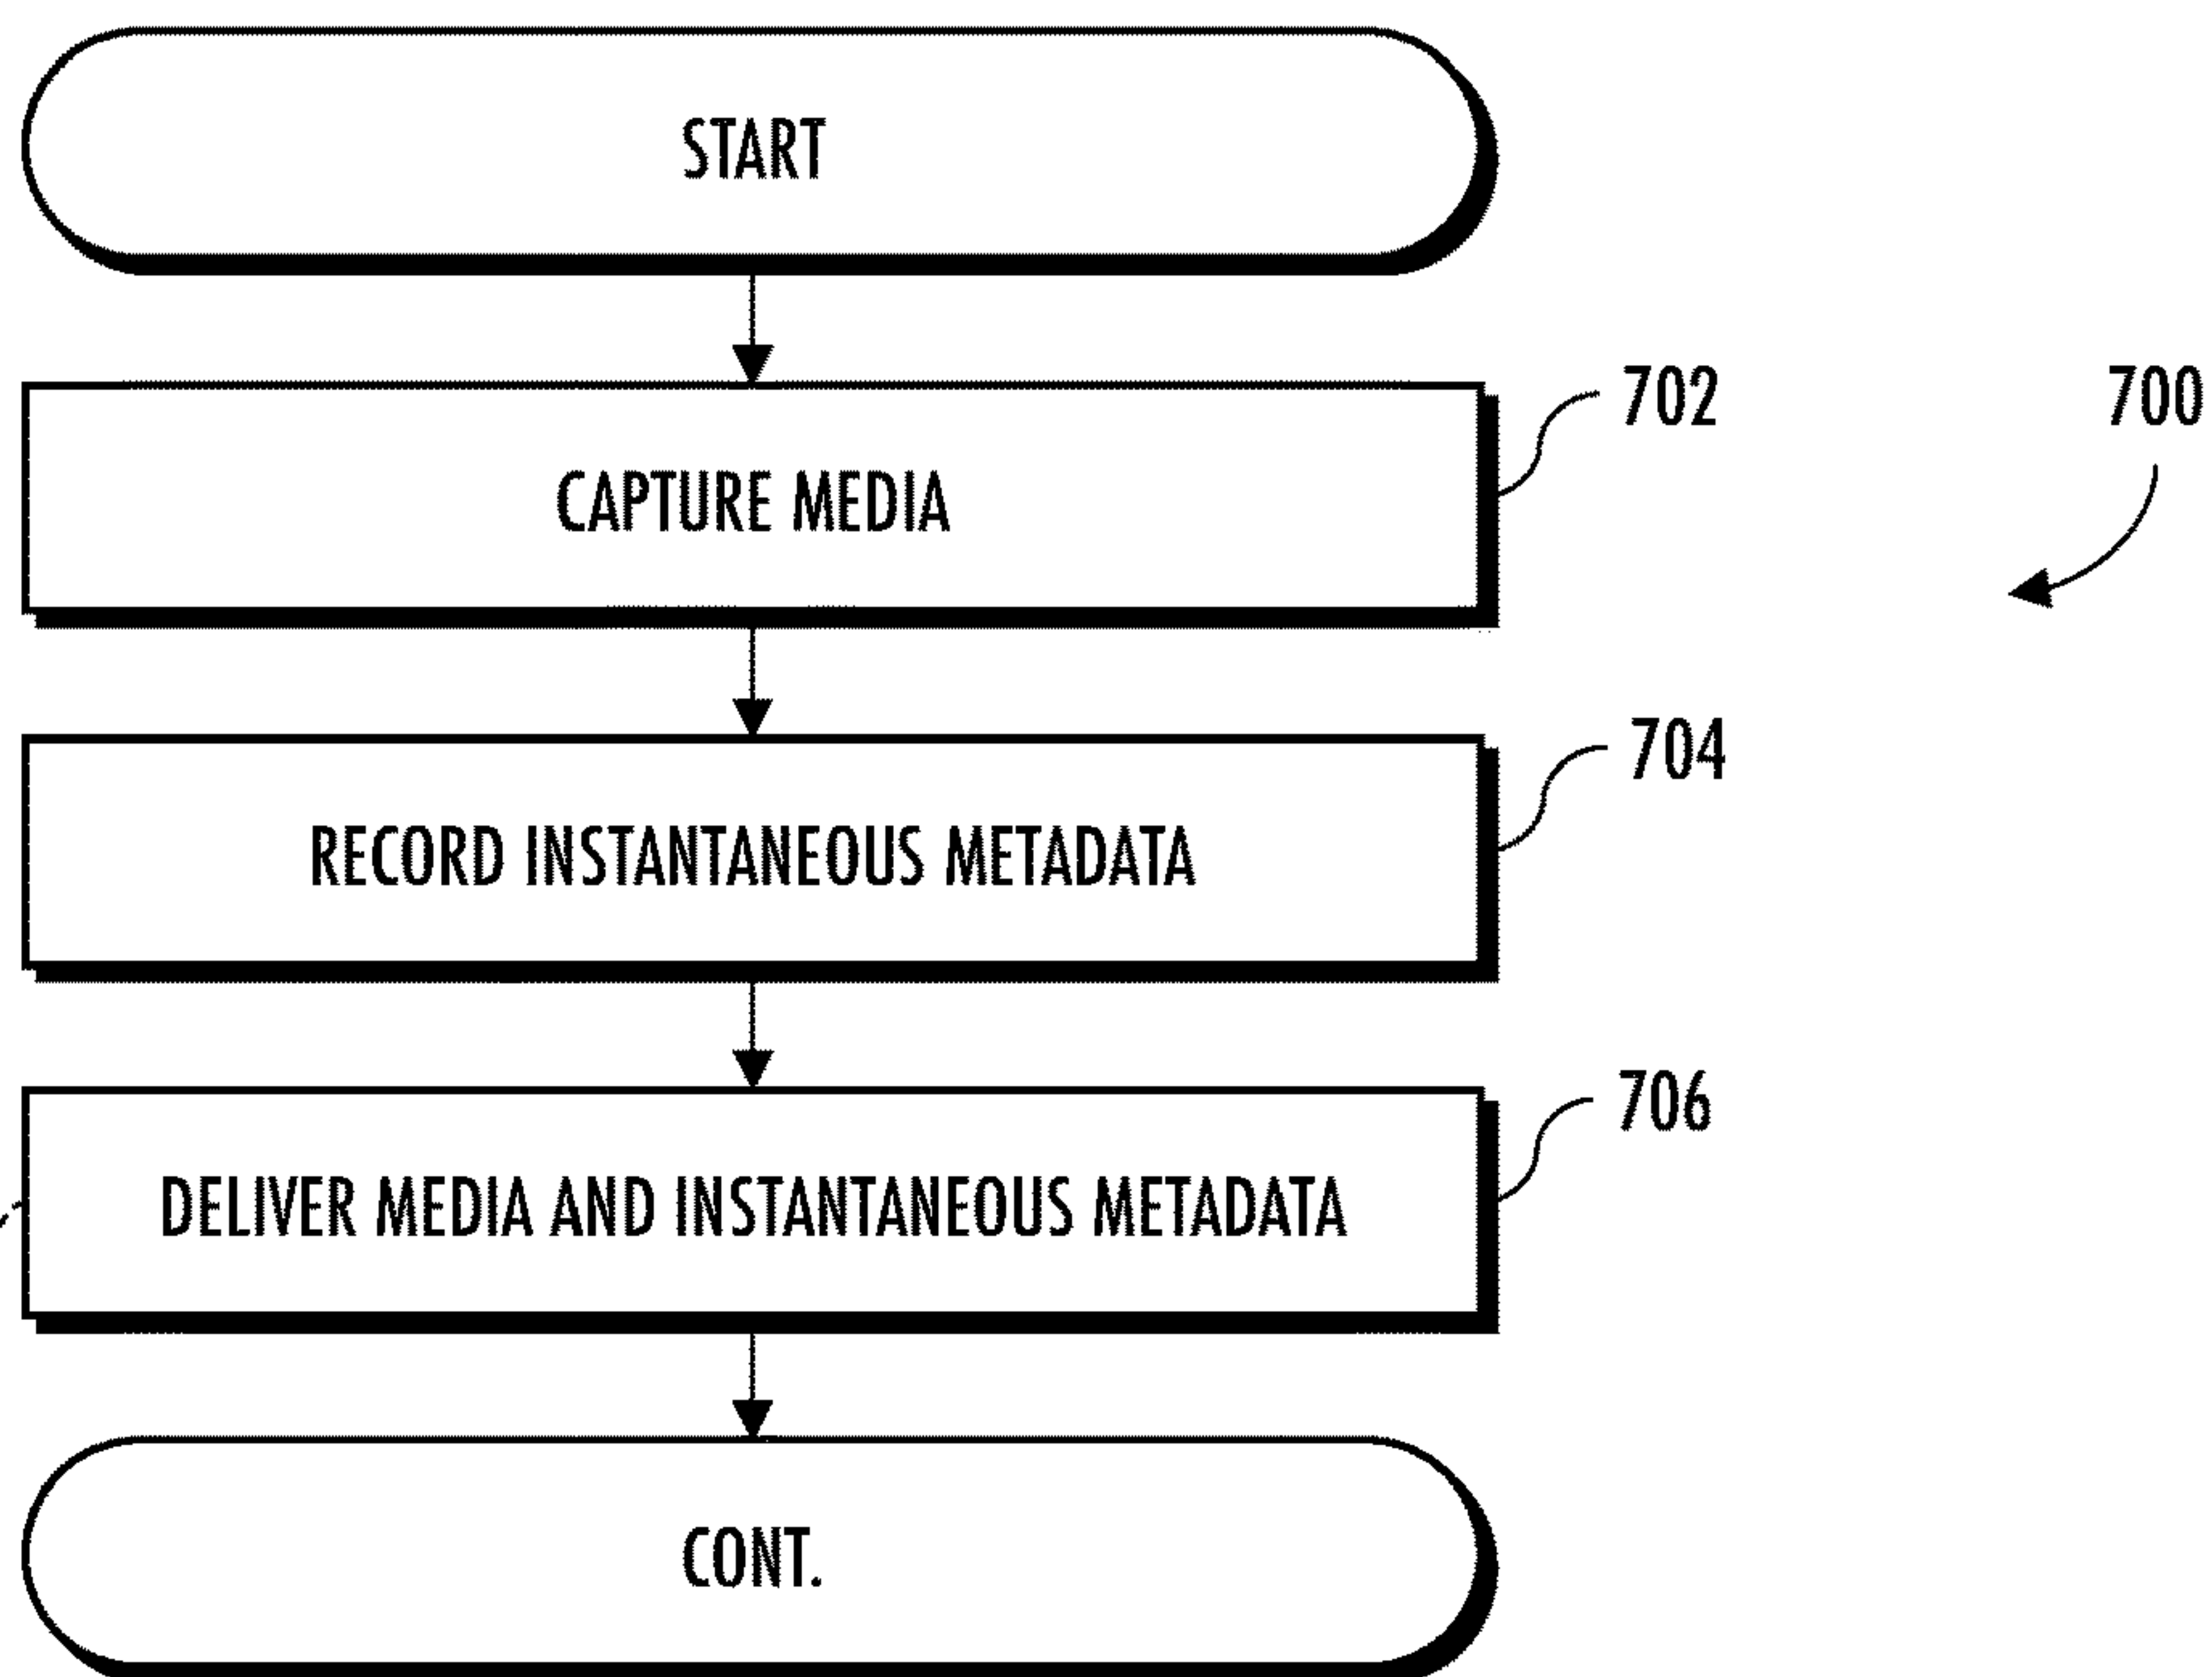 START
702
700
CAPTURE MEDIA
704
RECORD INSTANTANEOUS METADATA
706
DELIVER MEDIA AND INSTANTANEOUS METADATA
CONT.